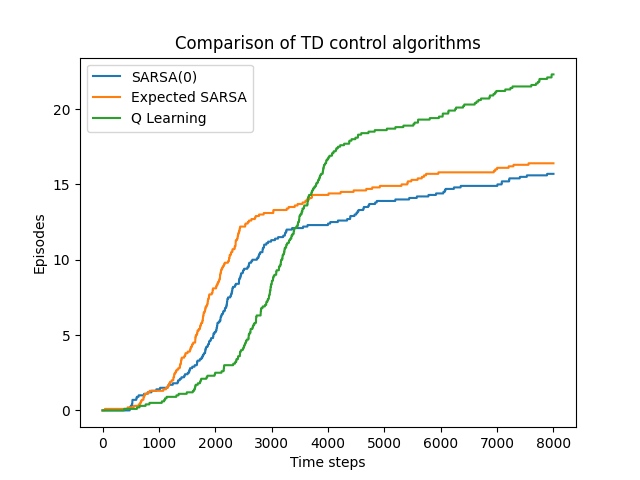 Comparison of TD control algorithms
SARSA(0)
Expected SARSA
Q Learning
Episodes
20
15
10
5
0
0 1000 2000 3000 4000 5000 6000 7000 8000
Time steps